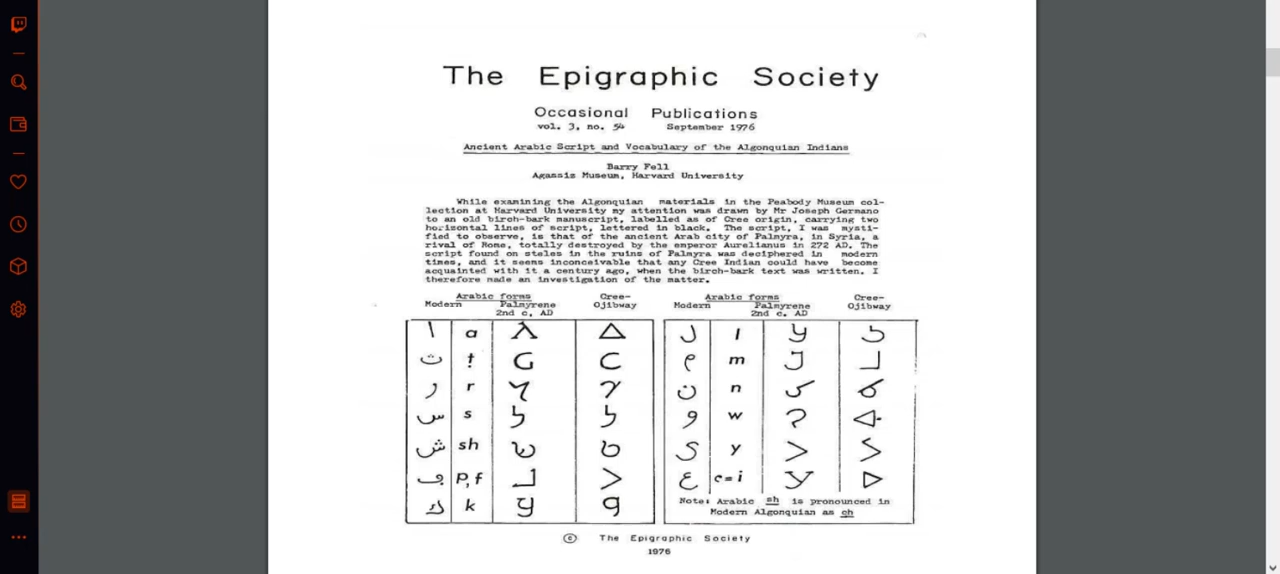 The Epigraphic Society
Occasional Publications
vol. 3, no. 54 September 1976
Ancient Arabic Script and Vocabulary of the Algonquian Indians
Barry Fell
Agassis Museum, Harvard University
While examining the Algonquian materials in the Peabody Museum col-
lection at Harvard University my attention was drawn by Mr Joseph Germano
to an old birch-bark manuscript, labelled as of Cree origin, carrying two
horizontal lines of script, lettered in black. The script, I was mysti-
fied to observe, is that of the ancient Arab city of Palmyra, in Syria, a
rival of Rome, totally destroyed by the emperor Aurelianus in 272 AD. The
script found on steles in the ruins of Palmyra was deciphered in modern
times, and it seems inconceivable that any Cree Indian could have become
acquainted with it a century ago, when the birch-bark text was written. I
therefore made an investigation of the matter.
Arabic forms Cree-
Modern Palmyrene Ojibway
2nd c. AD
ا a ᐃ
ت t ᑕ
ر r
س s
ش sh
ف p,f ᐳ
ك k ᑫ
Arabic forms Cree-
Modern Palmyrene Ojibway
2nd c. AD
ل l
م m ᒧ
ن n
و w
ي y
ع e=i ᐅ
Note: Arabic sh is pronounced in
Modern Algonquian as ch
© The Epigraphic Society
1976